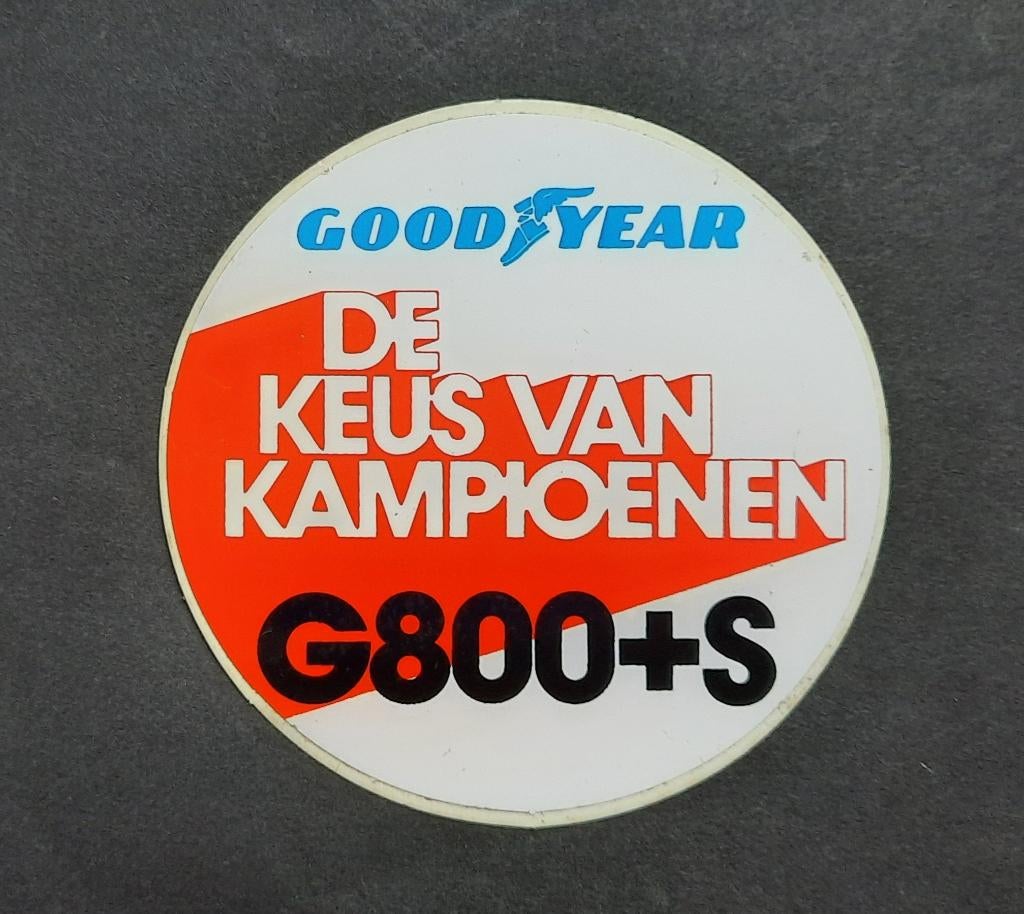 GOODYEAR
DE
KEUS VAN
KAMPIOENEN
G800+S